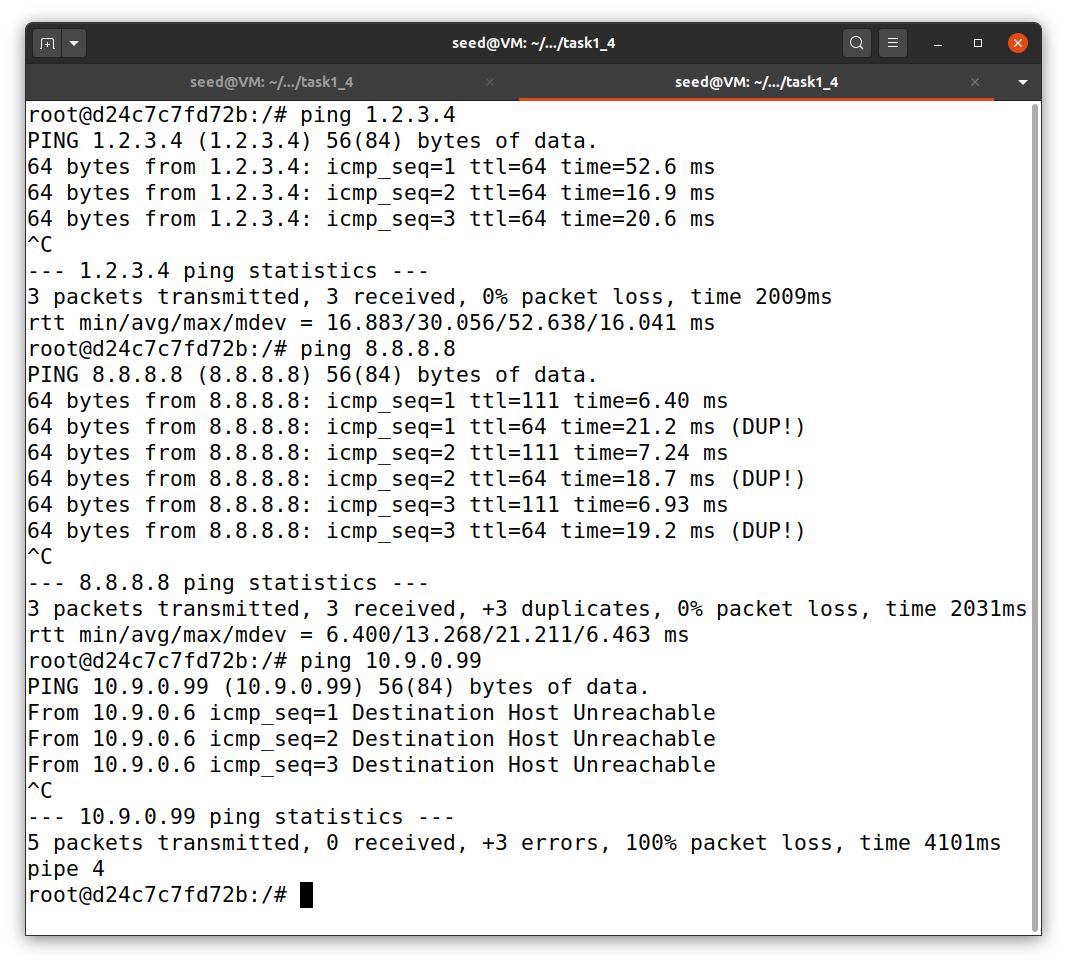 seed@VM: ~/.../task1_4
seed@VM: ~/.../task1_4
seed@VM: ~/.../task1_4
root@d24c7c7fd72b:/# ping 1.2.3.4
PING 1.2.3.4 (1.2.3.4) 56(84) bytes of data.
64 bytes from 1.2.3.4: icmp_seq=1 ttl=64 time=52.6 ms
64 bytes from 1.2.3.4: icmp_seq=2 ttl=64 time=16.9 ms
64 bytes from 1.2.3.4: icmp_seq=3 ttl=64 time=20.6 ms
^C
--- 1.2.3.4 ping statistics ---
3 packets transmitted, 3 received, 0% packet loss, time 2009ms
rtt min/avg/max/mdev = 16.883/30.056/52.638/16.041 ms
root@d24c7c7fd72b:/# ping 8.8.8.8
PING 8.8.8.8 (8.8.8.8) 56(84) bytes of data.
64 bytes from 8.8.8.8: icmp_seq=1 ttl=111 time=6.40 ms
64 bytes from 8.8.8.8: icmp_seq=1 ttl=64 time=21.2 ms (DUP!)
64 bytes from 8.8.8.8: icmp_seq=2 ttl=111 time=7.24 ms
64 bytes from 8.8.8.8: icmp_seq=2 ttl=64 time=18.7 ms (DUP!)
64 bytes from 8.8.8.8: icmp_seq=3 ttl=111 time=6.93 ms
64 bytes from 8.8.8.8: icmp_seq=3 ttl=64 time=19.2 ms (DUP!)
^C
--- 8.8.8.8 ping statistics ---
3 packets transmitted, 3 received, +3 duplicates, 0% packet loss, time 2031ms
rtt min/avg/max/mdev = 6.400/13.268/21.211/6.463 ms
root@d24c7c7fd72b:/# ping 10.9.0.99
PING 10.9.0.99 (10.9.0.99) 56(84) bytes of data.
From 10.9.0.6 icmp_seq=1 Destination Host Unreachable
From 10.9.0.6 icmp_seq=2 Destination Host Unreachable
From 10.9.0.6 icmp_seq=3 Destination Host Unreachable
^C
--- 10.9.0.99 ping statistics ---
5 packets transmitted, 0 received, +3 errors, 100% packet loss, time 4101ms
pipe 4
root@d24c7c7fd72b:/#